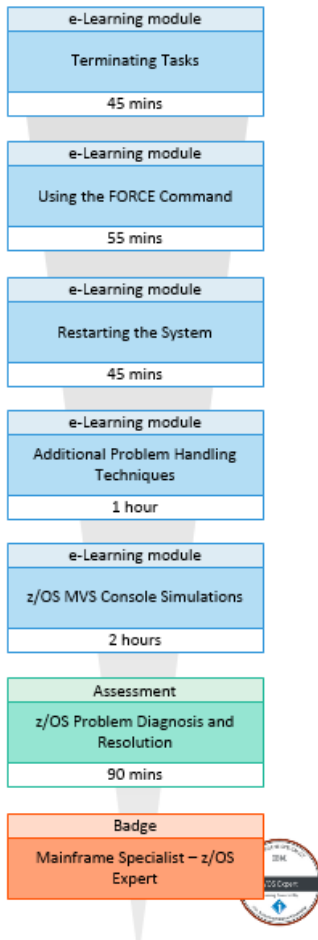 e-Learning module
Terminating Tasks
45 mins
e-Learning module
Using the FORCE Command
55 mins
e-Learning module
Restarting the System
45 mins
e-Learning module
Additional Problem Handling
Techniques
1 hour
e-Learning module
z/OS MVS Console Simulations
2 hours
Assessment
z/OS Problem Diagnosis and
Resolution
90 mins
Badge
Mainframe Specialist – z/OS
Expert
IBM
/OS Expert